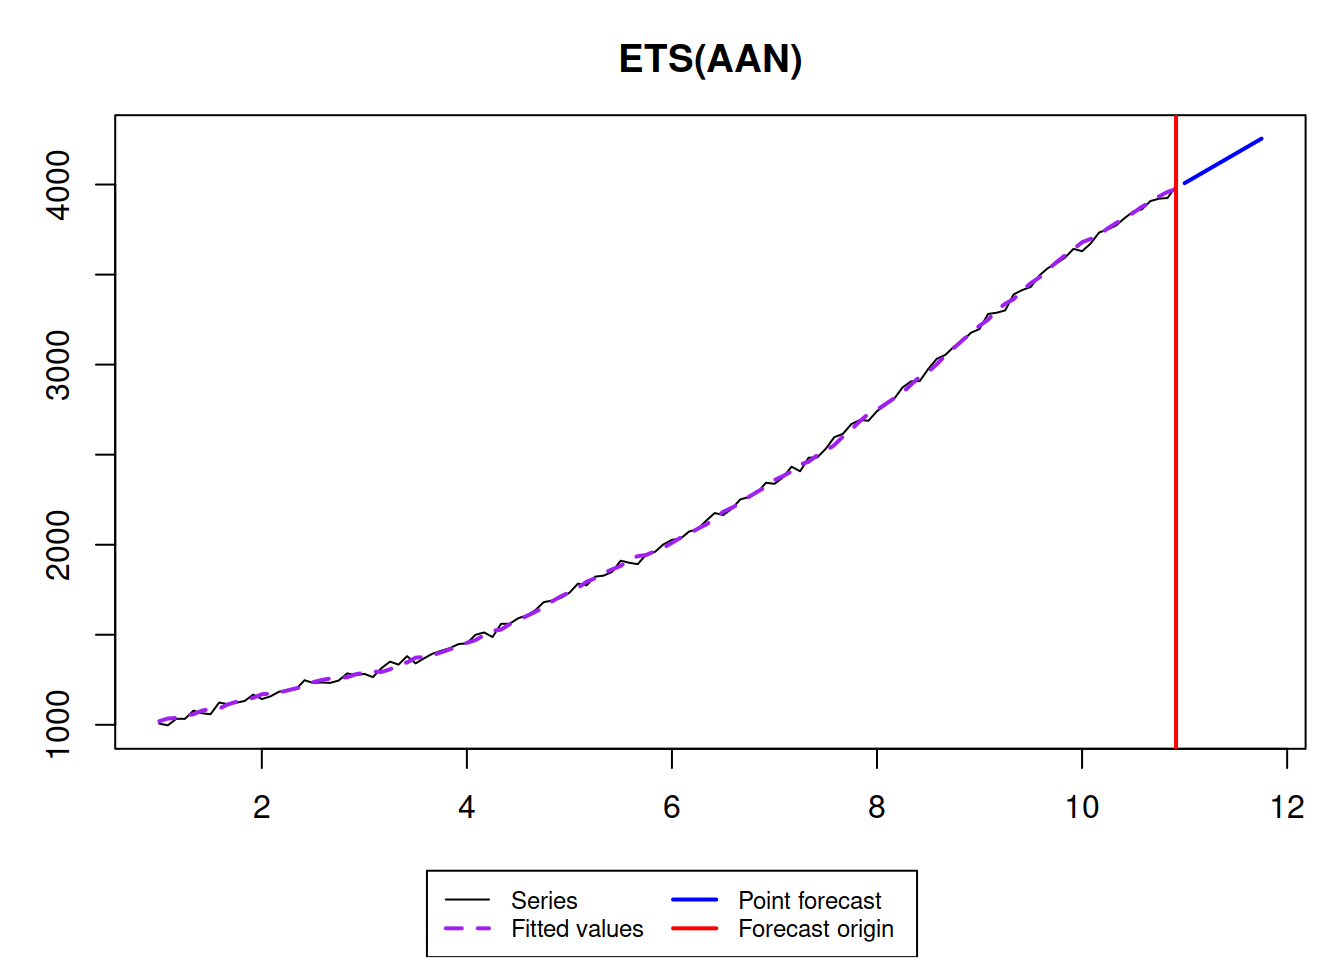 ETS(AAN)
4000
3000
2000
1000
2 4 6 8 10 12
Series Point forecast
Fitted values Forecast origin